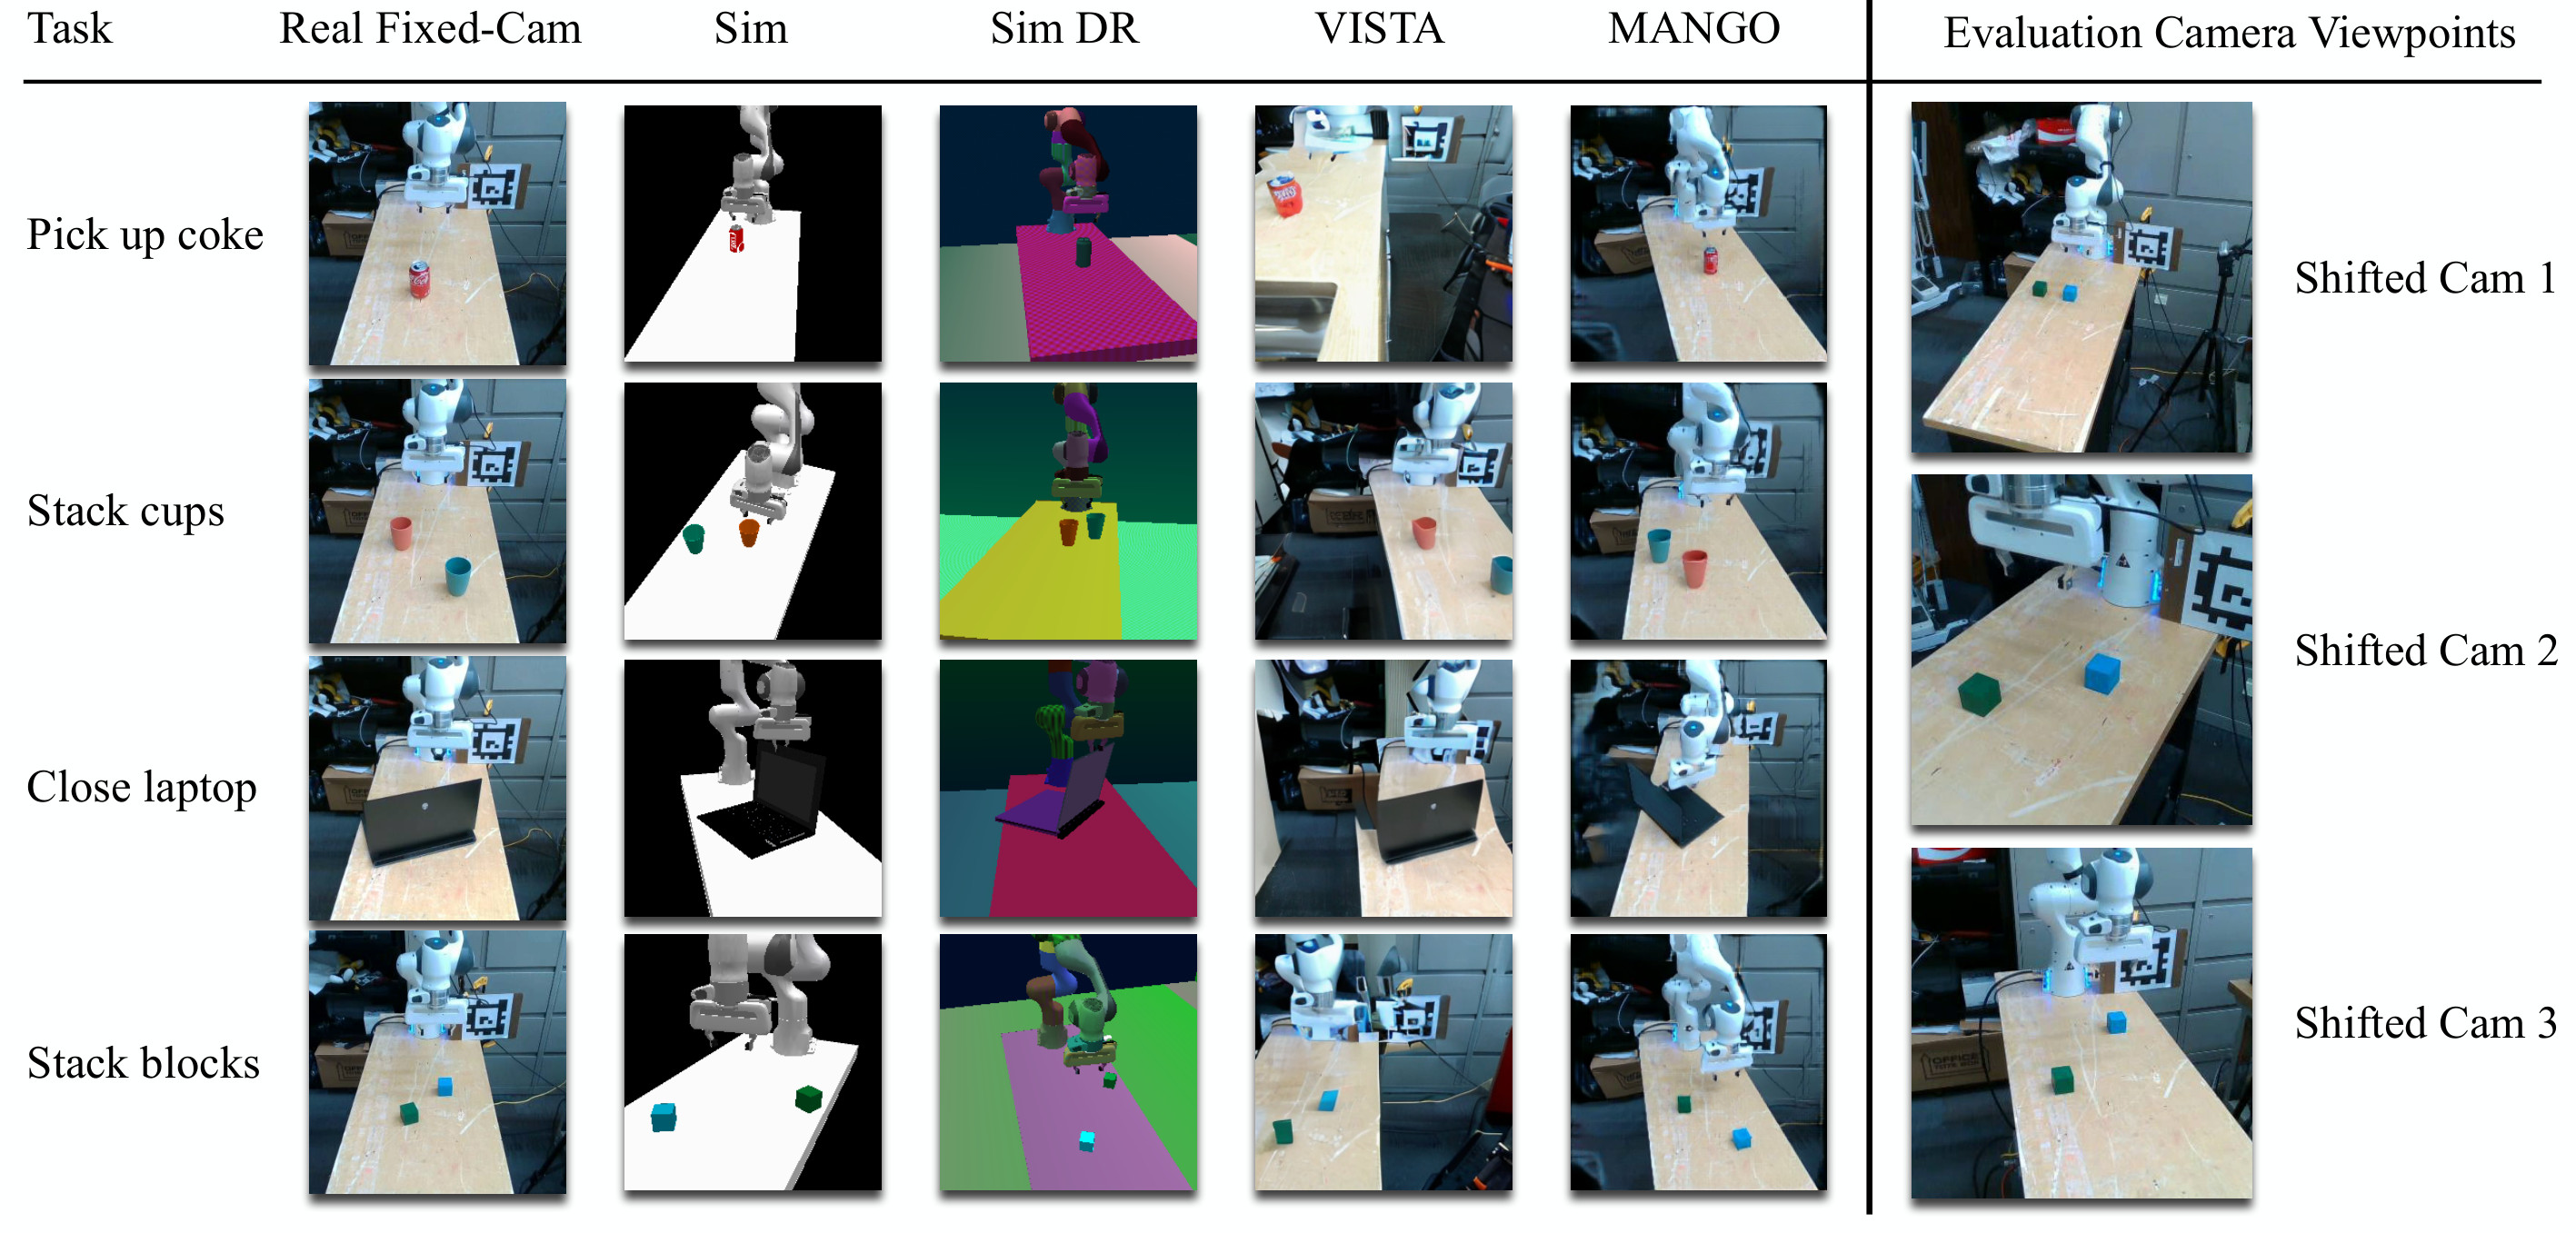 Task Real Fixed-Cam Sim Sim DR VISTA MANGO Evaluation Camera Viewpoints
Pick up coke
Shifted Cam 1
Stack cups
Shifted Cam 2
Close laptop
Stack blocks
Shifted Cam 3
OFFICE